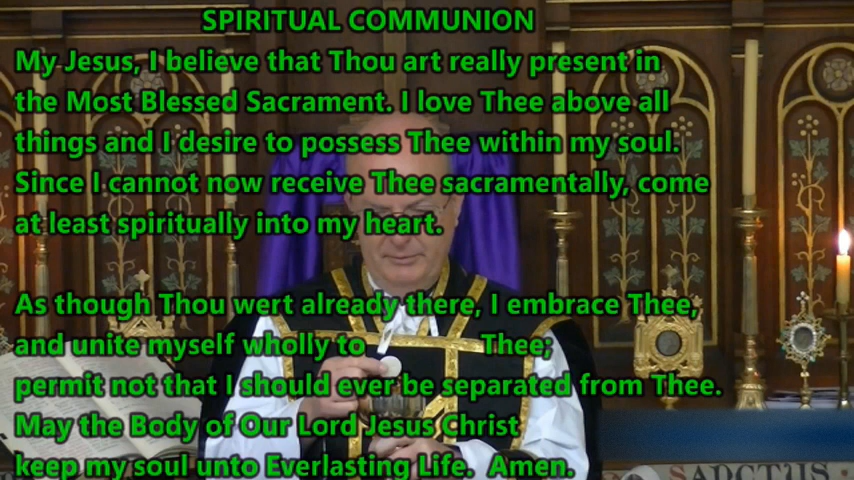 SPIRITUAL COMMUNION
My Jesus, I believe that Thou art really present in
the Most Blessed Sacrament. I love Thee above all
things and I desire to possess Thee within my soul.
Since I cannot now receive Thee sacramentally, come
at least spiritually into my heart.
As though Thou wert already there, I embrace Thee,
and unite myself wholly to Thee;
permit not that I should ever be separated from Thee.
May the Body of Our Lord Jesus Christ
keep my soul unto Everlasting Life. Amen.
SANCTUS